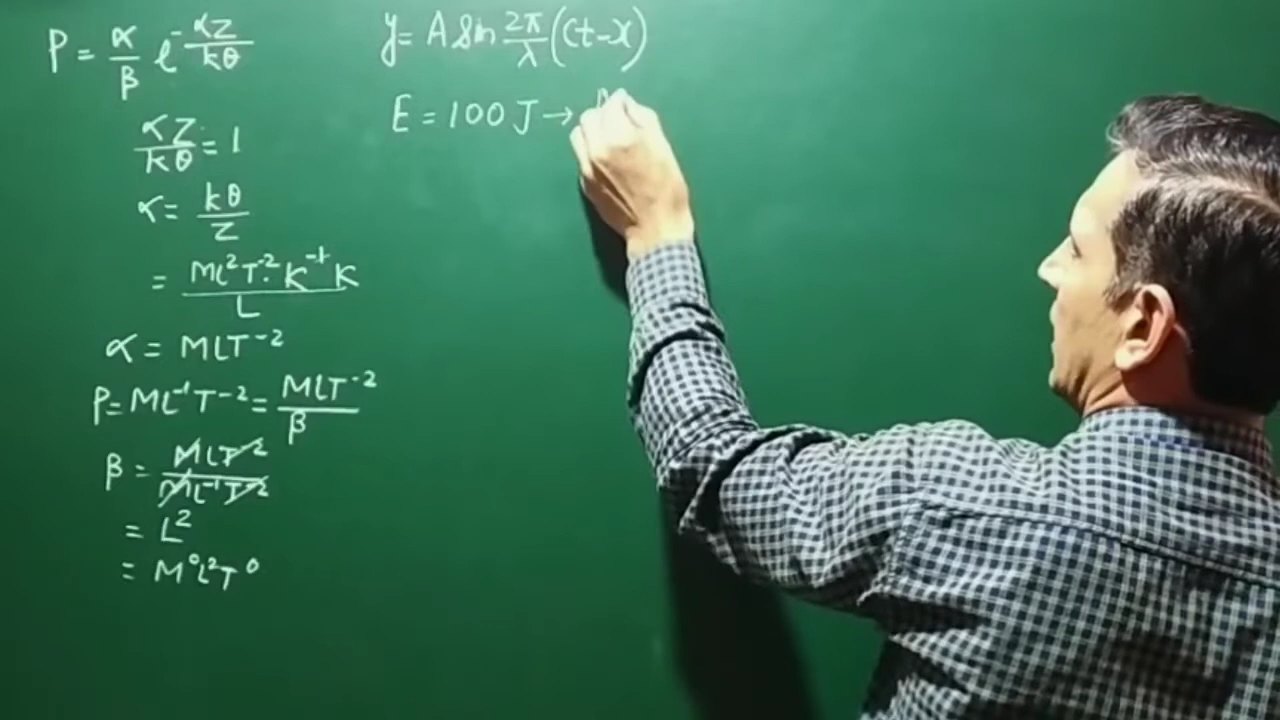 P = α/β e^(-αZ/kθ)
αZ/kθ = 1
α = kθ/Z
= ML²T⁻²K⁻¹K/L
α = MLT⁻²
P = ML⁻¹T⁻² = MLT⁻²/β
β = MLT⁻²/ML⁻¹T⁻²
= L²
= M⁰L²T⁰
y = A sin 2π/λ (ct-x)
E = 100 J →